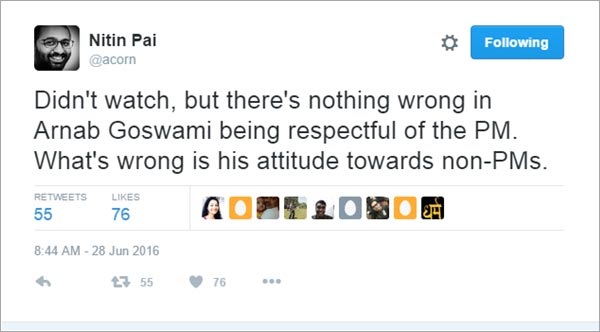 Nitin Pai
@acorn
Following
Didn't watch, but there's nothing wrong in
Arnab Goswami being respectful of the PM.
What's wrong is his attitude towards non-PMs.
RETWEETS LIKES
55 76
धर्म
8:44 AM - 28 Jun 2016
55 76